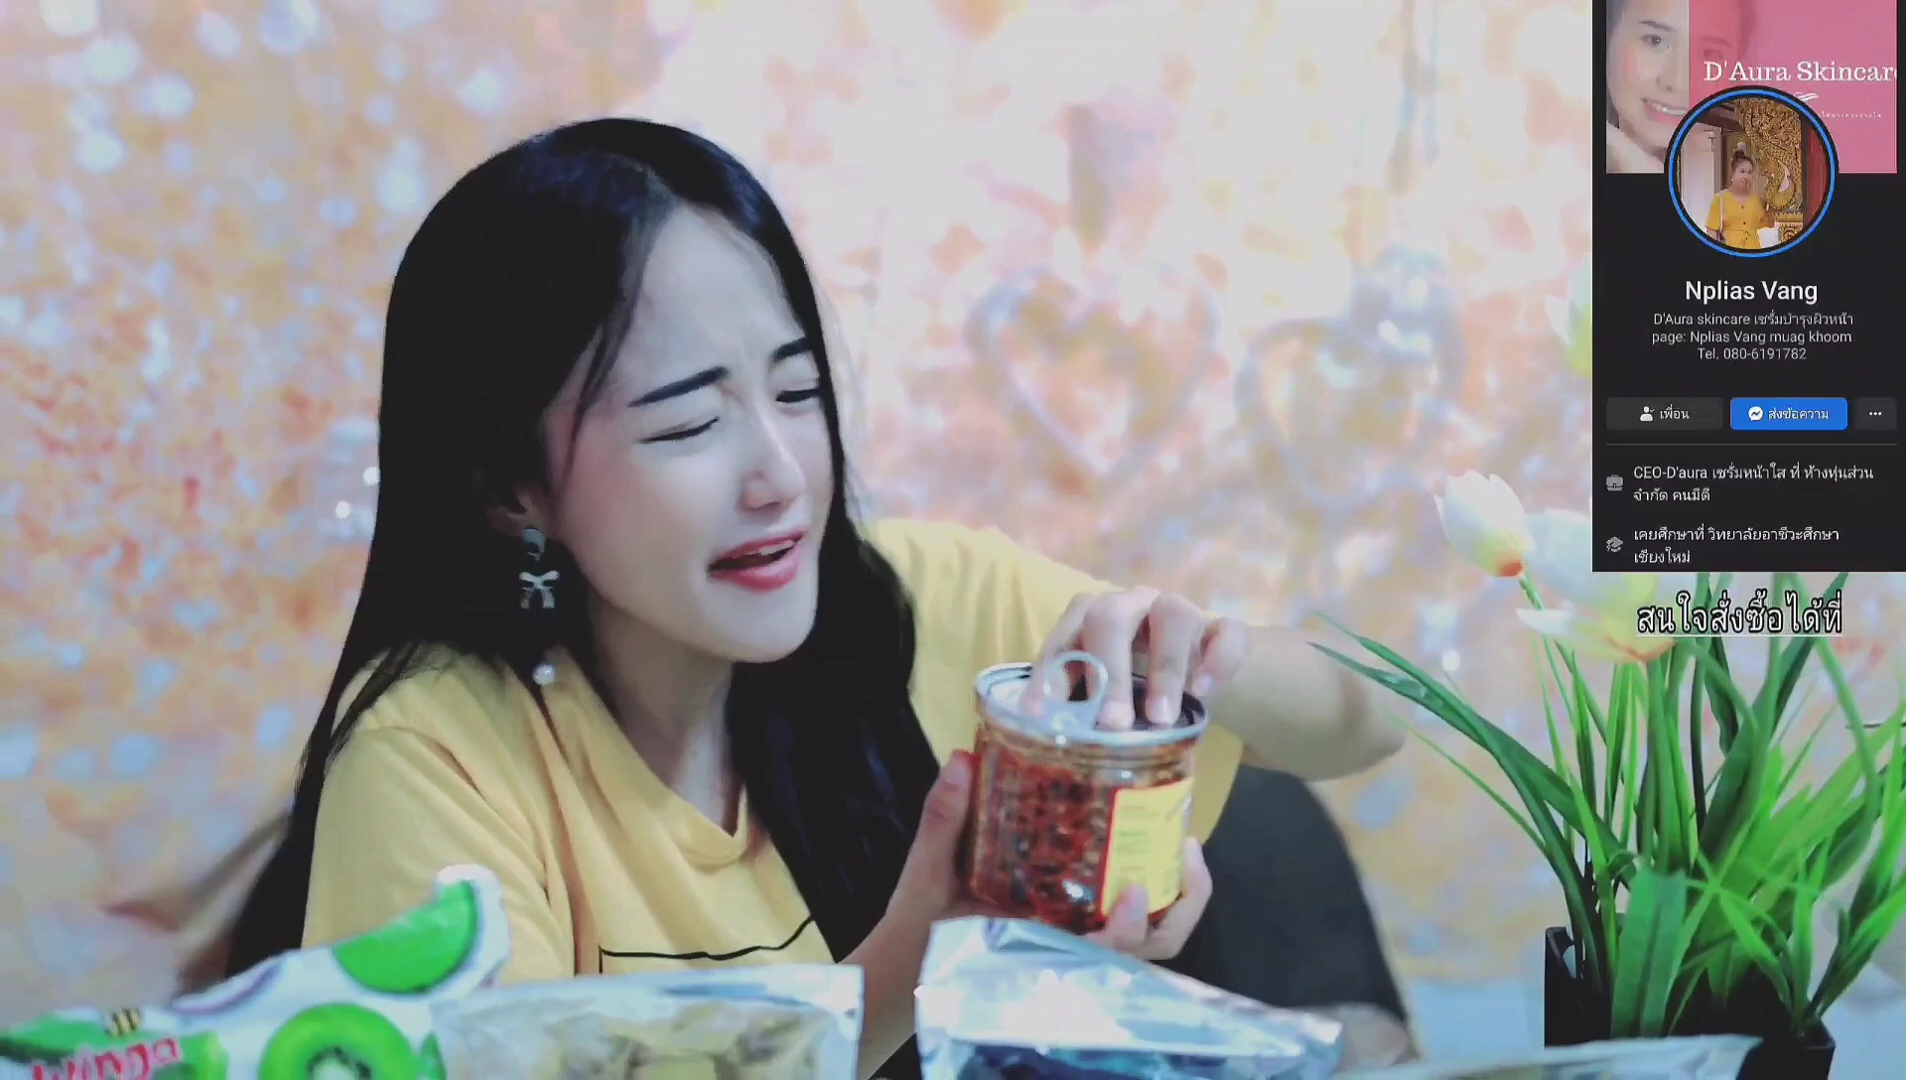 D'Aura Skincare
Nplias Vang
D'Aura skincare เซรั่มบำรุงผิวหน้า
page: Nplias Vang muag khoom
Tel. 080-6191782
เพื่อน
ส่งข้อความ
CEO-D'aura เซรั่มหน้าใส ที่ ห้างหุ้นส่วน
จำกัด คนมีดี
เคยศึกษาที่ วิทยาลัยอาชีวะศึกษา
เชียงใหม่
สนใจสั่งซื้อได้ที่